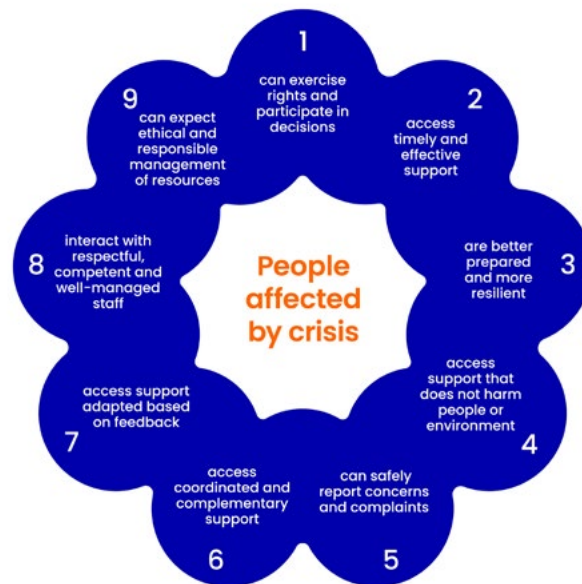 1
can exercise
rights and
participate in
decisions
2
access
timely and
effective
support
3
are better
prepared
and more
resilient
4
access
support that
does not harm
people or
environment
5
can safely
report concerns
and complaints
6
access
coordinated and
complementary
support
7
access support
adapted based
on feedback
8
interact with
respectful,
competent and
well-managed
staff
9
can expect
ethical and
responsible
management
of resources
People
affected
by crisis